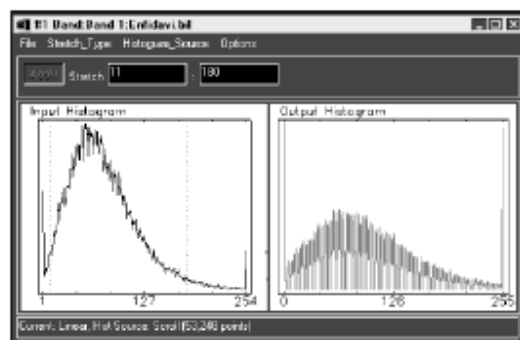 #1 Band:Band 1:Enfidavi.bil
File Stretch_Type Histogram_Source Options
Apply Stretch 11 : 180
Input Histogram
Output Histogram
1 127 254
0 128 255
Current: Linear, Hist Source: Scroll (53,248 points)